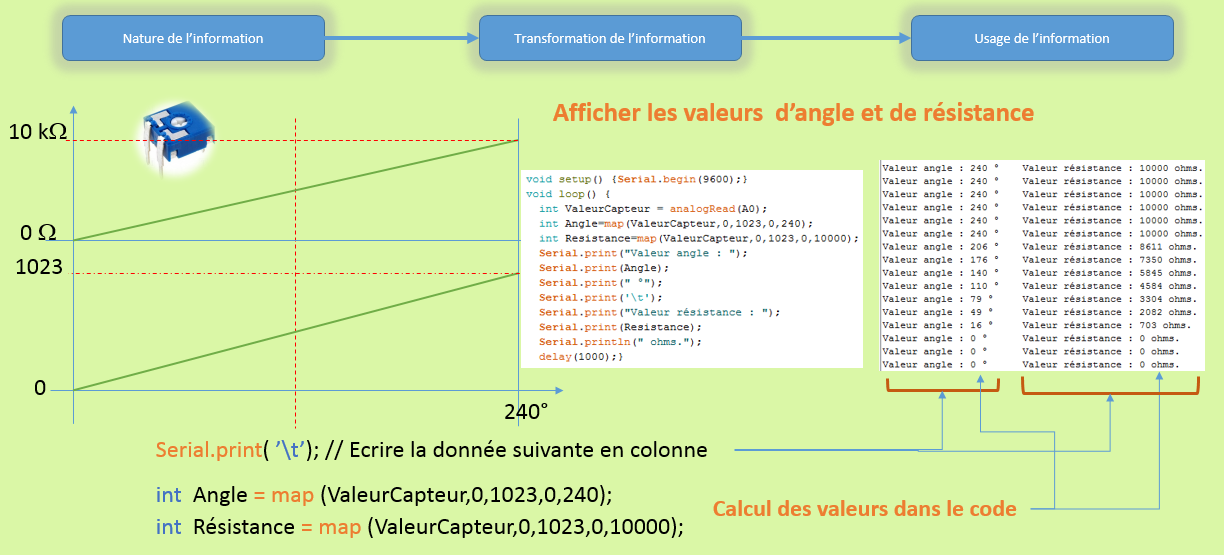 Nature de l’information
Transformation de l’information
Usage de l’information
Afficher les valeurs d’angle et de résistance
10 kΩ
0 Ω
1023
0
240°
void setup() {Serial.begin(9600);}
void loop() {
int ValeurCapteur = analogRead(A0);
int Angle=map(ValeurCapteur,0,1023,0,240);
int Resistance=map(ValeurCapteur,0,1023,0,10000);
Serial.print("Valeur angle : ");
Serial.print(Angle);
Serial.print(" °");
Serial.print('\t');
Serial.print("Valeur résistance : ");
Serial.print(Resistance);
Serial.println(" ohms.");
delay(1000);}
Valeur angle : 240 ° Valeur résistance : 10000 ohms.
Valeur angle : 240 ° Valeur résistance : 10000 ohms.
Valeur angle : 240 ° Valeur résistance : 10000 ohms.
Valeur angle : 240 ° Valeur résistance : 10000 ohms.
Valeur angle : 240 ° Valeur résistance : 10000 ohms.
Valeur angle : 240 ° Valeur résistance : 10000 ohms.
Valeur angle : 206 ° Valeur résistance : 8611 ohms.
Valeur angle : 176 ° Valeur résistance : 7350 ohms.
Valeur angle : 140 ° Valeur résistance : 5845 ohms.
Valeur angle : 110 ° Valeur résistance : 4584 ohms.
Valeur angle : 79 ° Valeur résistance : 3304 ohms.
Valeur angle : 49 ° Valeur résistance : 2082 ohms.
Valeur angle : 16 ° Valeur résistance : 703 ohms.
Valeur angle : 0 ° Valeur résistance : 0 ohms.
Valeur angle : 0 ° Valeur résistance : 0 ohms.
Valeur angle : 0 ° Valeur résistance : 0 ohms.
Serial.print( ’\t’); // Ecrire la donnée suivante en colonne
int Angle = map (ValeurCapteur,0,1023,0,240);
int Résistance = map (ValeurCapteur,0,1023,0,10000);
Calcul des valeurs dans le code